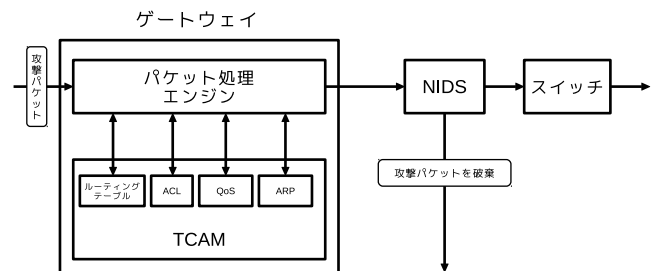 ゲートウェイ
攻撃パケット
パケット処理
エンジン
NIDS
スイッチ
攻撃パケットを破棄
ルーティング
テーブル
ACL
QoS
ARP
TCAM